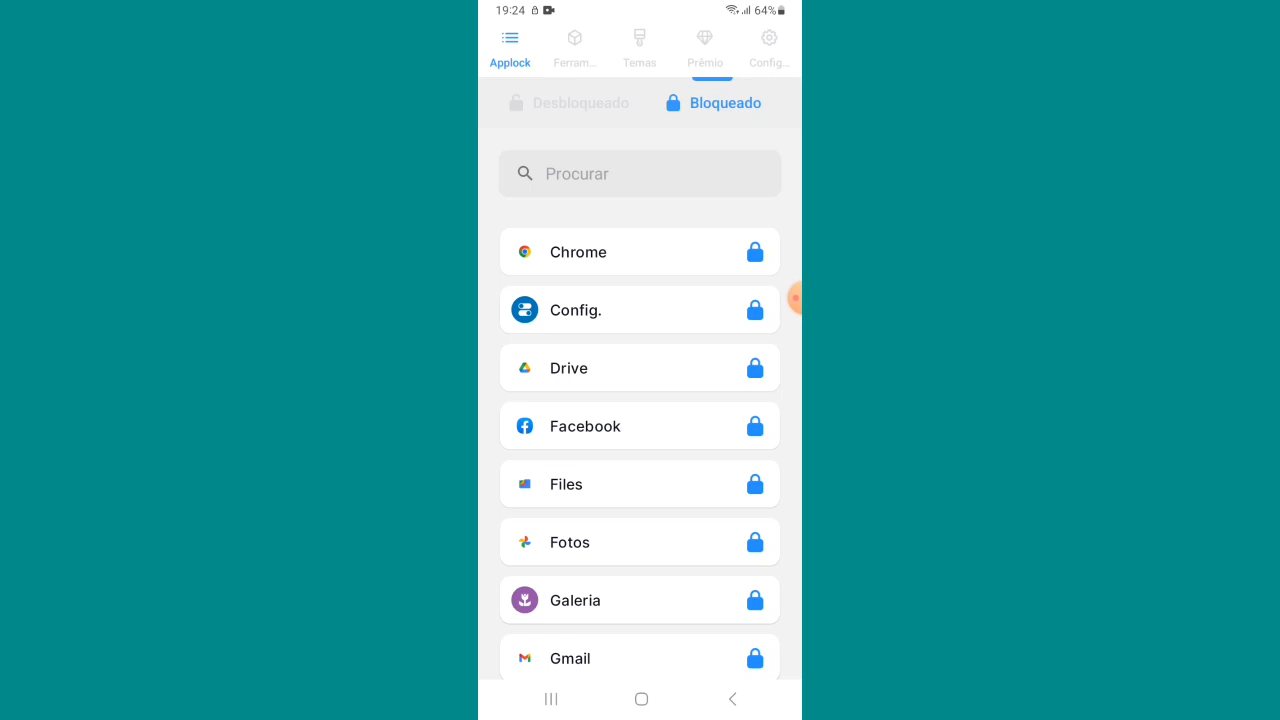 19:24 64%
Applock Ferram... Temas Prêmio Config...
Desbloqueado Bloqueado
Procurar
Chrome
Config.
Drive
Facebook
Files
Fotos
Galeria
Gmail